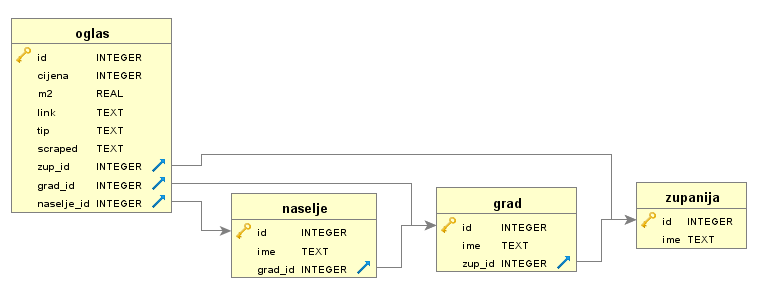 oglas
id INTEGER
cijena INTEGER
m2 REAL
link TEXT
tip TEXT
scraped TEXT
zup_id INTEGER
grad_id INTEGER
naselje_id INTEGER
naselje
id INTEGER
ime TEXT
grad_id INTEGER
grad
id INTEGER
ime TEXT
zup_id INTEGER
zupanija
id INTEGER
ime TEXT